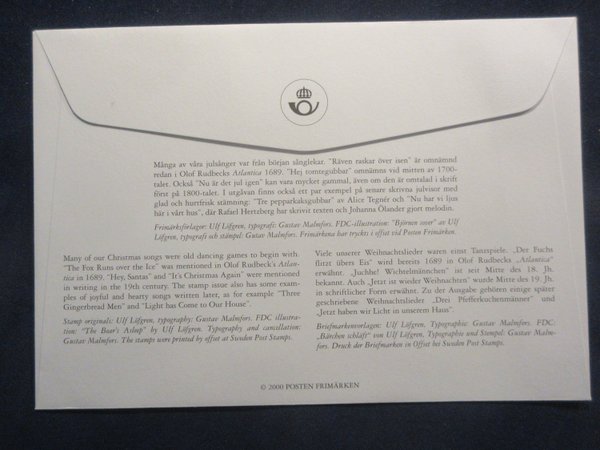 Många av våra julsånger var från början sånglekar. "Räven raskar över isen" är omnämnd
redan i Olof Rudbecks Atlantica 1689. "Hej tomtegubbar" omnämns vid mitten av 1700-
talet. Också "Nu är det jul igen" kan vara mycket gammal, även om den är omtalad i skrift
först på 1800-talet. I utgåvan finns också ett par exempel på senare skrivna julvisor med
glad och hurtfrisk stämning: "Tre pepparkaksgubbar" av Alice Tegnér och "Nu har vi ljus
här i vårt hus", där Rafael Hertzberg har skrivit texten och Johanna Ölander gjort melodin.
Frimärksförlagor: Ulf Löfgren, typografi: Gustav Malmfors. FDC-illustration: "Björnen sover" av Ulf
Löfgren, typografi och stämpel: Gustav Malmfors. Frimärkena har tryckts i offset vid Posten Frimärken.
Many of our Christmas songs were old dancing games to begin with.
"The Fox Runs over the Ice" was mentioned in Olof Rudbeck's Atlan-
tica in 1689. "Hey, Santas" and "It's Christmas Again" were mentioned
in writing in the 19th century. The stamp issue also has some exam-
ples of joyful and hearty songs written later, as for example "Three
Gingerbread Men" and "Light has Come to Our House".
Stamp originals: Ulf Löfgren, typography: Gustav Malmfors. FDC illustra-
tion: "The Bear's Asleep" by Ulf Löfgren. Typography and cancellation:
Gustav Malmfors. The stamps were printed by offset at Sweden Post Stamps.
Viele unserer Weihnachtslieder waren einst Tanzspiele. „Der Fuchs
flitzt übers Eis" wird bereits 1689 in Olof Rudbecks „Atlantica"
erwähnt. „Juchhe! Wichtelmännchen" ist seit Mitte des 18. Jh.
bekannt. Auch „Jetzt ist wieder Weihnachten" wurde Mitte des 19. Jh.
in schriftlicher Form erwähnt. Zu der Ausgabe gehören einige später
geschriebene Weihnachtslieder „Drei Pfefferkuchenmänner" und
„Jetzt haben wir Licht in unserem Haus".
Briefmarkenvorlagen: Ulf Löfgren. Typographie: Gustav Malmfors. FDC:
„Bärchen schläft" von Ulf Löfgren. Typographie und Stempel: Gustav Malm-
fors. Druck der Briefmarken in Offset bei Sweden Post Stamps.
© 2000 POSTEN FRIMÄRKEN